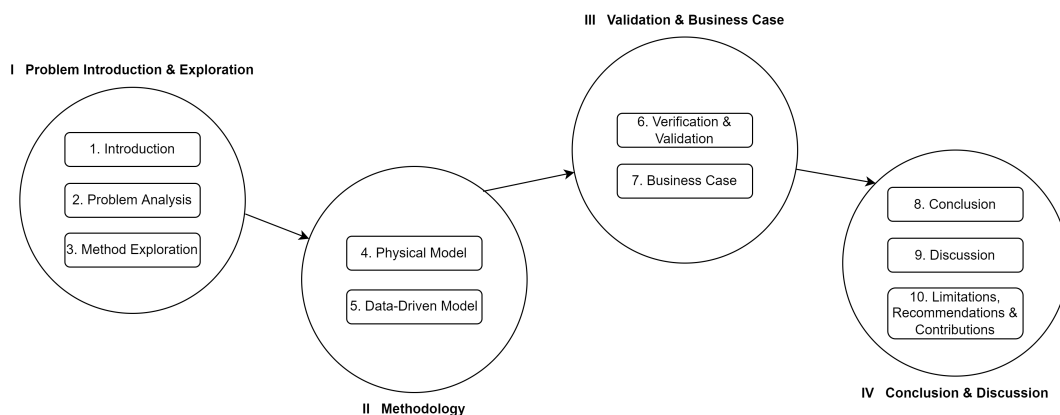 I Problem Introduction & Exploration
1. Introduction
2. Problem Analysis
3. Method Exploration
4. Physical Model
5. Data-Driven Model
II Methodology
III Validation & Business Case
6. Verification &
Validation
7. Business Case
8. Conclusion
9. Discussion
10. Limitations,
Recommendations &
Contributions
IV Conclusion & Discussion